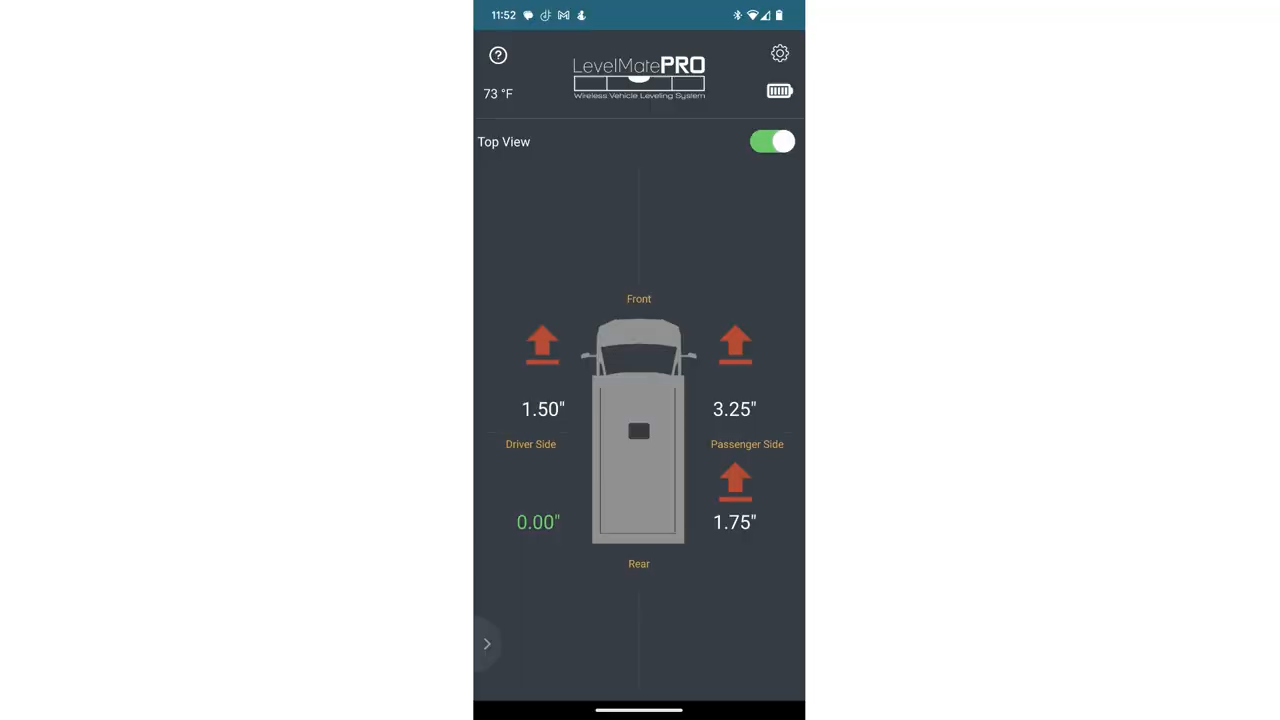 11:52
LevelMatePRO
Wireless Vehicle Leveling System
73 °F
Top View
Front
1.50"
3.25"
Driver Side
Passenger Side
0.00"
1.75"
Rear